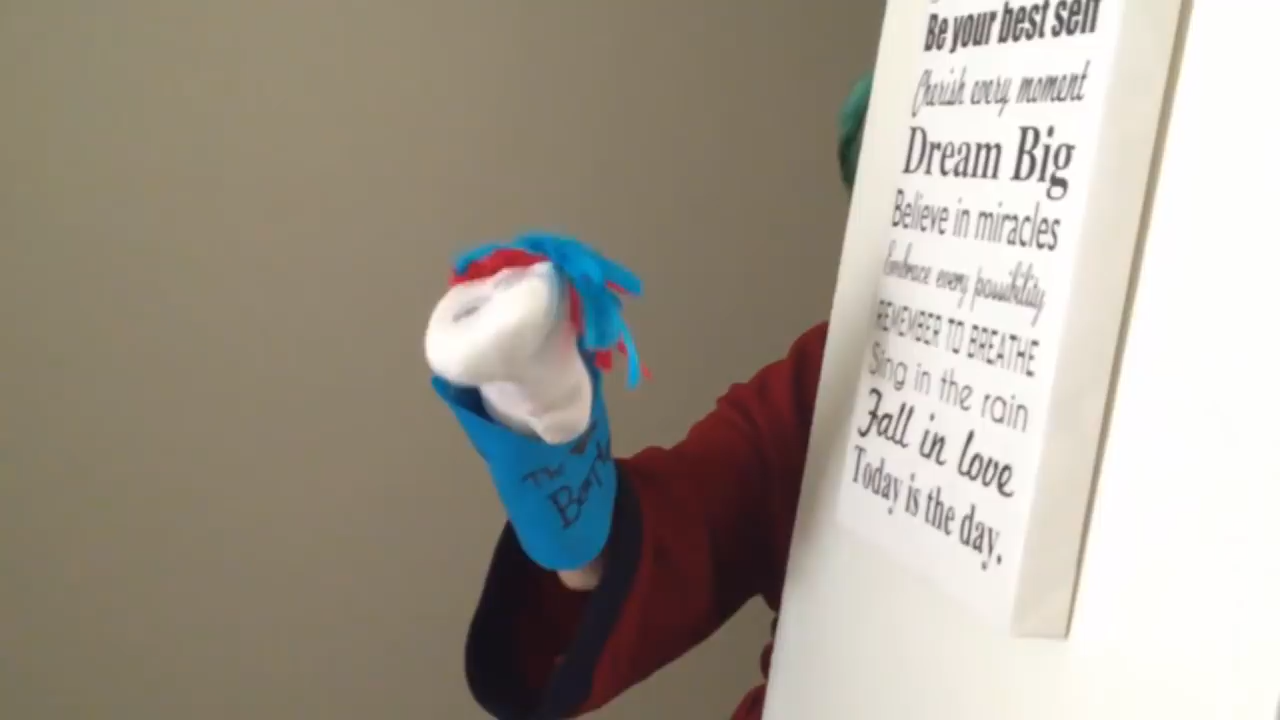 Be your best self
Cherish every moment
Dream Big
Believe in miracles
Embrace every possibility
REMEMBER TO BREATHE
Sing in the rain
Fall in love
Today is the day.
The